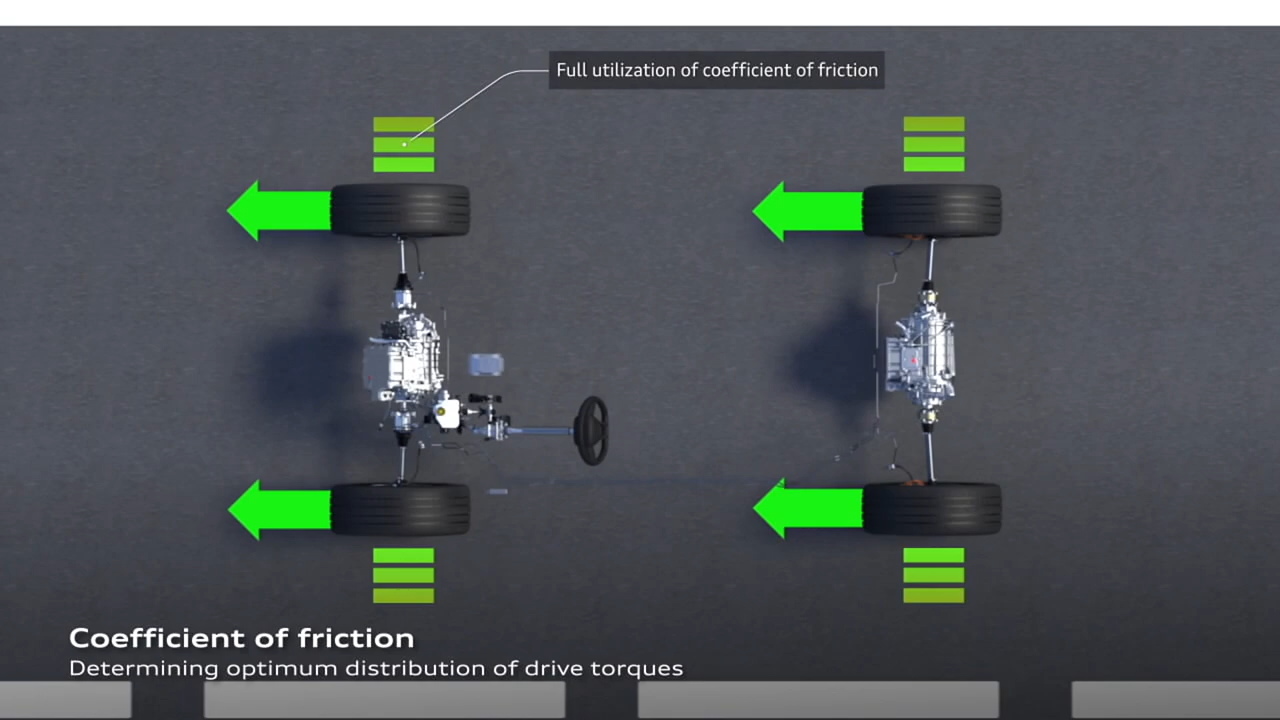 Full utilization of coefficient of friction
Coefficient of friction
Determining optimum distribution of drive torques